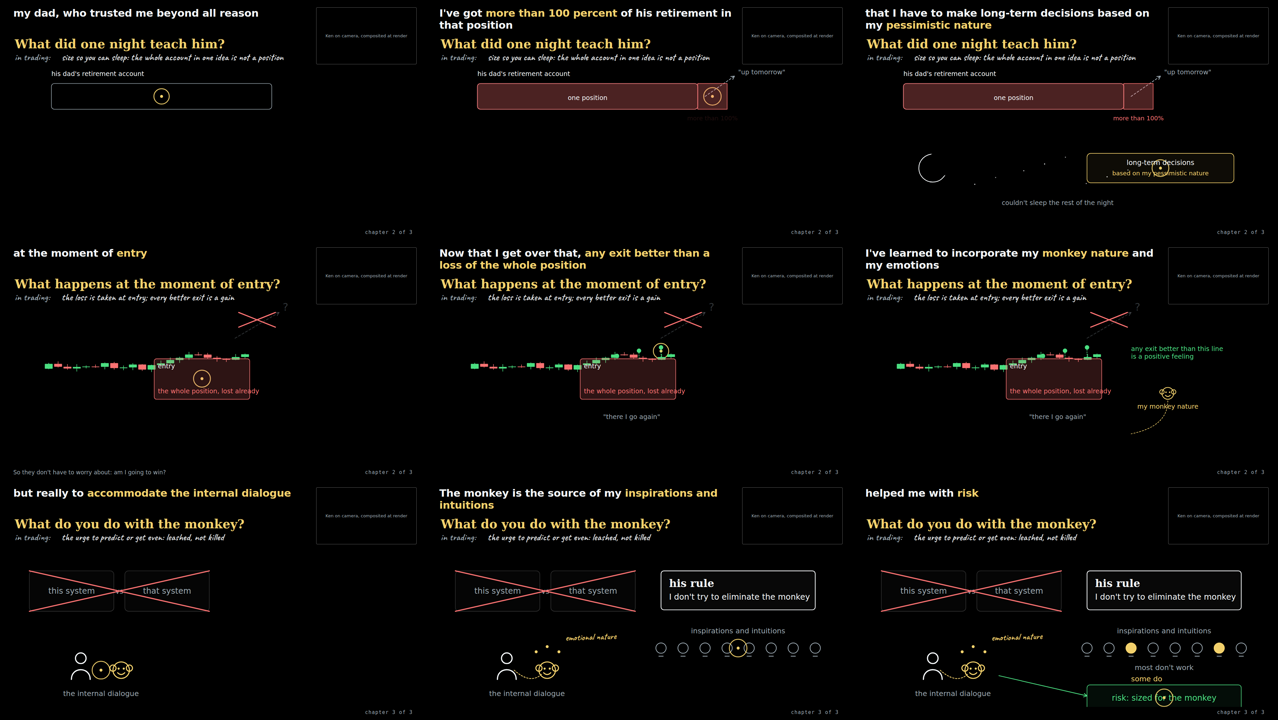 my dad, who trusted me beyond all reason
Ken on camera, composited at render
What did one night teach him?
in trading: size so you can sleep: the whole account in one idea is not a position
his dad's retirement account
chapter 2 of 3
I've got more than 100 percent of his retirement in
that position
Ken on camera, composited at render
What did one night teach him?
in trading: size so you can sleep: the whole account in one idea is not a position
his dad's retirement account
"up tomorrow"
one position
more than 100%
chapter 2 of 3
that I have to make long-term decisions based on
my pessimistic nature
Ken on camera, composited at render
What did one night teach him?
in trading: size so you can sleep: the whole account in one idea is not a position
his dad's retirement account
"up tomorrow"
one position
more than 100%
long-term decisions
based on my pessimistic nature
couldn't sleep the rest of the night
chapter 2 of 3
at the moment of entry
Ken on camera, composited at render
What happens at the moment of entry?
in trading: the loss is taken at entry; every better exit is a gain
?
entry
the whole position, lost already
So they don't have to worry about: am I going to win?
chapter 2 of 3
Now that I get over that, any exit better than a
loss of the whole position
Ken on camera, composited at render
What happens at the moment of entry?
in trading: the loss is taken at entry; every better exit is a gain
?
entry
the whole position, lost already
"there I go again"
chapter 2 of 3
I've learned to incorporate my monkey nature and
my emotions
Ken on camera, composited at render
What happens at the moment of entry?
in trading: the loss is taken at entry; every better exit is a gain
?
any exit better than this line
is a positive feeling
entry
the whole position, lost already
my monkey nature
"there I go again"
chapter 2 of 3
but really to accommodate the internal dialogue
Ken on camera, composited at render
What do you do with the monkey?
in trading: the urge to predict or get even: leashed, not killed
this system
that system
the internal dialogue
chapter 3 of 3
The monkey is the source of my inspirations and
intuitions
Ken on camera, composited at render
What do you do with the monkey?
in trading: the urge to predict or get even: leashed, not killed
this system
that system
his rule
I don't try to eliminate the monkey
inspirations and intuitions
emotional nature
the internal dialogue
chapter 3 of 3
helped me with risk
Ken on camera, composited at render
What do you do with the monkey?
in trading: the urge to predict or get even: leashed, not killed
this system
that system
his rule
I don't try to eliminate the monkey
inspirations and intuitions
emotional nature
most don't work
some do
the internal dialogue
risk: sized for the monkey
chapter 3 of 3